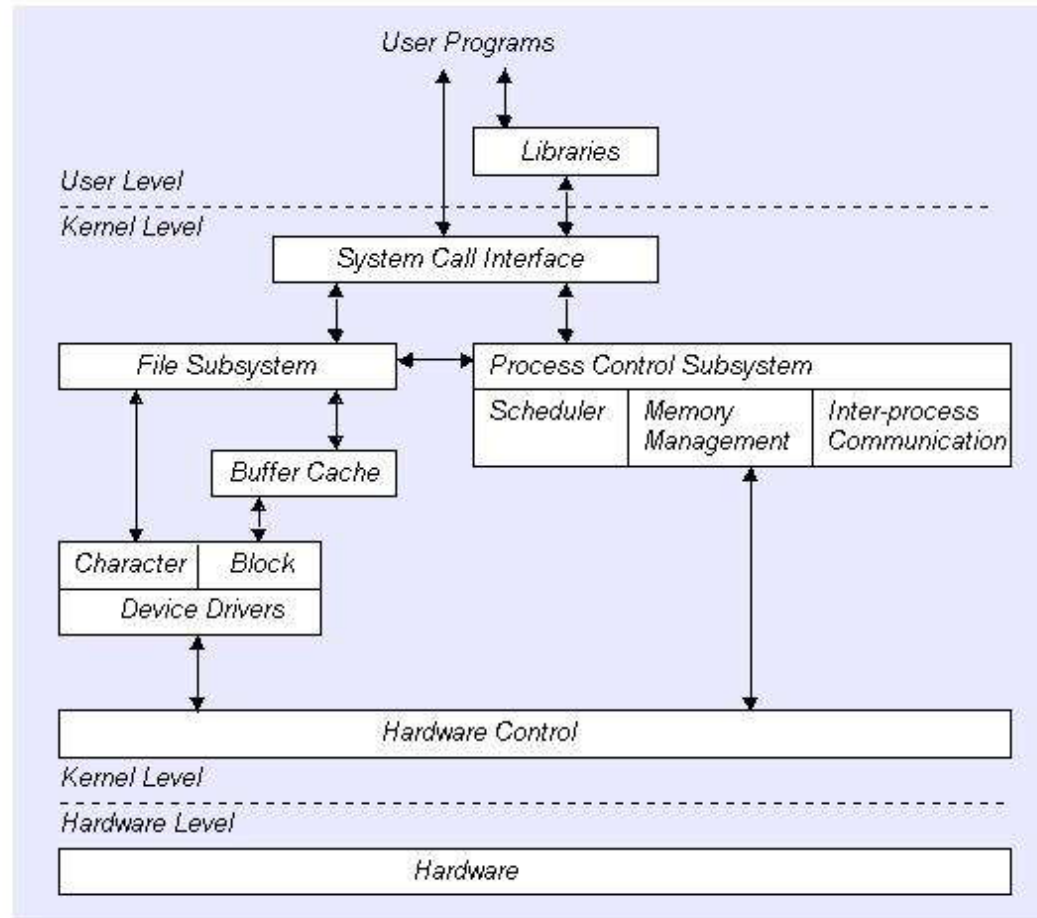 User Programs
Libraries
User Level
Kernel Level
System Call Interface
File Subsystem
Process Control Subsystem
Scheduler
Memory
Management
Inter-process
Communication
Buffer Cache
Character
Block
Device Drivers
Hardware Control
Kernel Level
Hardware Level
Hardware